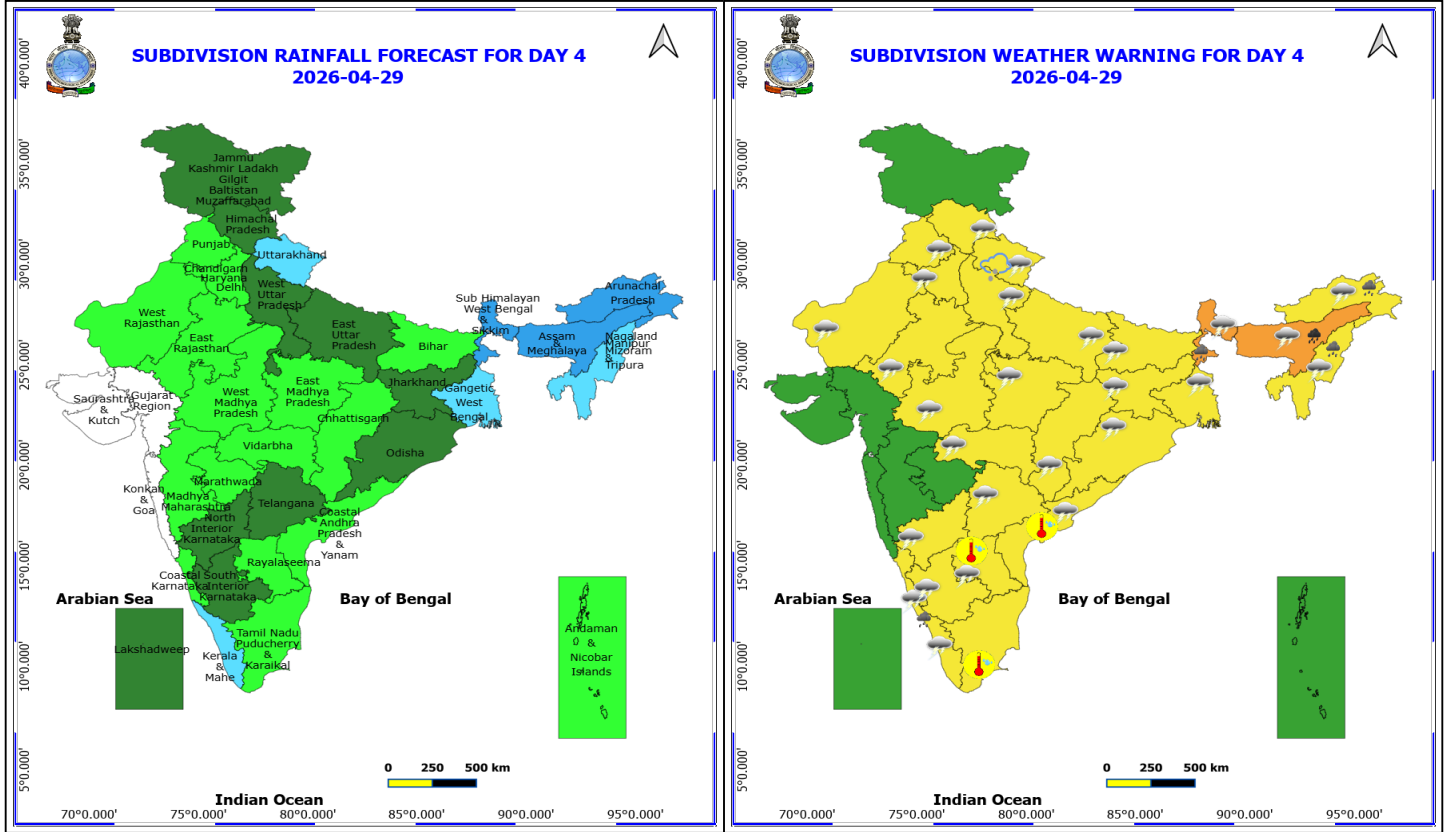 SUBDIVISION RAINFALL FORECAST FOR DAY 4
2026-04-29
40°0.000'
35°0.000'
30°0.000'
25°0.000'
20°0.000'
15°0.000'
10°0.000'
5°0.000'
Jammu
Kashmir Ladakh
Gilgit
Baltistan
Muzaffarabad
Himachal
Pradesh
Punjab
Uttarakhand
Chandigarh
Haryana
Delhi
West
Uttar
Pradesh
Arunachal
Pradesh
Sub Himalayan
West Bengal
&
Sikkim
West
Rajasthan
East
Rajasthan
East
Uttar
Pradesh
Bihar
Assam
&
Meghalaya
Nagaland
Manipur
Mizoram
&
Tripura
Saurashtra
&
Kutch
Gujarat
Region
West
Madhya
Pradesh
East
Madhya
Pradesh
Jharkhand
Gangetic
West
Bengal
Chhattisgarh
Vidarbha
Odisha
Konkan
&
Goa
Madhya
Maharashtra
Marathwada
Telangana
North
Interior
Karnataka
Coastal
Andhra
Pradesh
&
Yanam
Rayalaseema
Coastal
Karnataka
South
Interior
Karnataka
Arabian Sea
Bay of Bengal
Lakshadweep
Kerala
&
Mahe
Tamil Nadu
Puducherry
&
Karaikal
Andaman
&
Nicobar
Islands
0 250 500 km
Indian Ocean
70°0.000' 75°0.000' 80°0.000' 85°0.000' 90°0.000' 95°0.000'
SUBDIVISION WEATHER WARNING FOR DAY 4
2026-04-29
40°0.000'
35°0.000'
30°0.000'
25°0.000'
20°0.000'
15°0.000'
10°0.000'
5°0.000'
Arabian Sea
Bay of Bengal
0 250 500 km
Indian Ocean
70°0.000' 75°0.000' 80°0.000' 85°0.000' 90°0.000' 95°0.000'